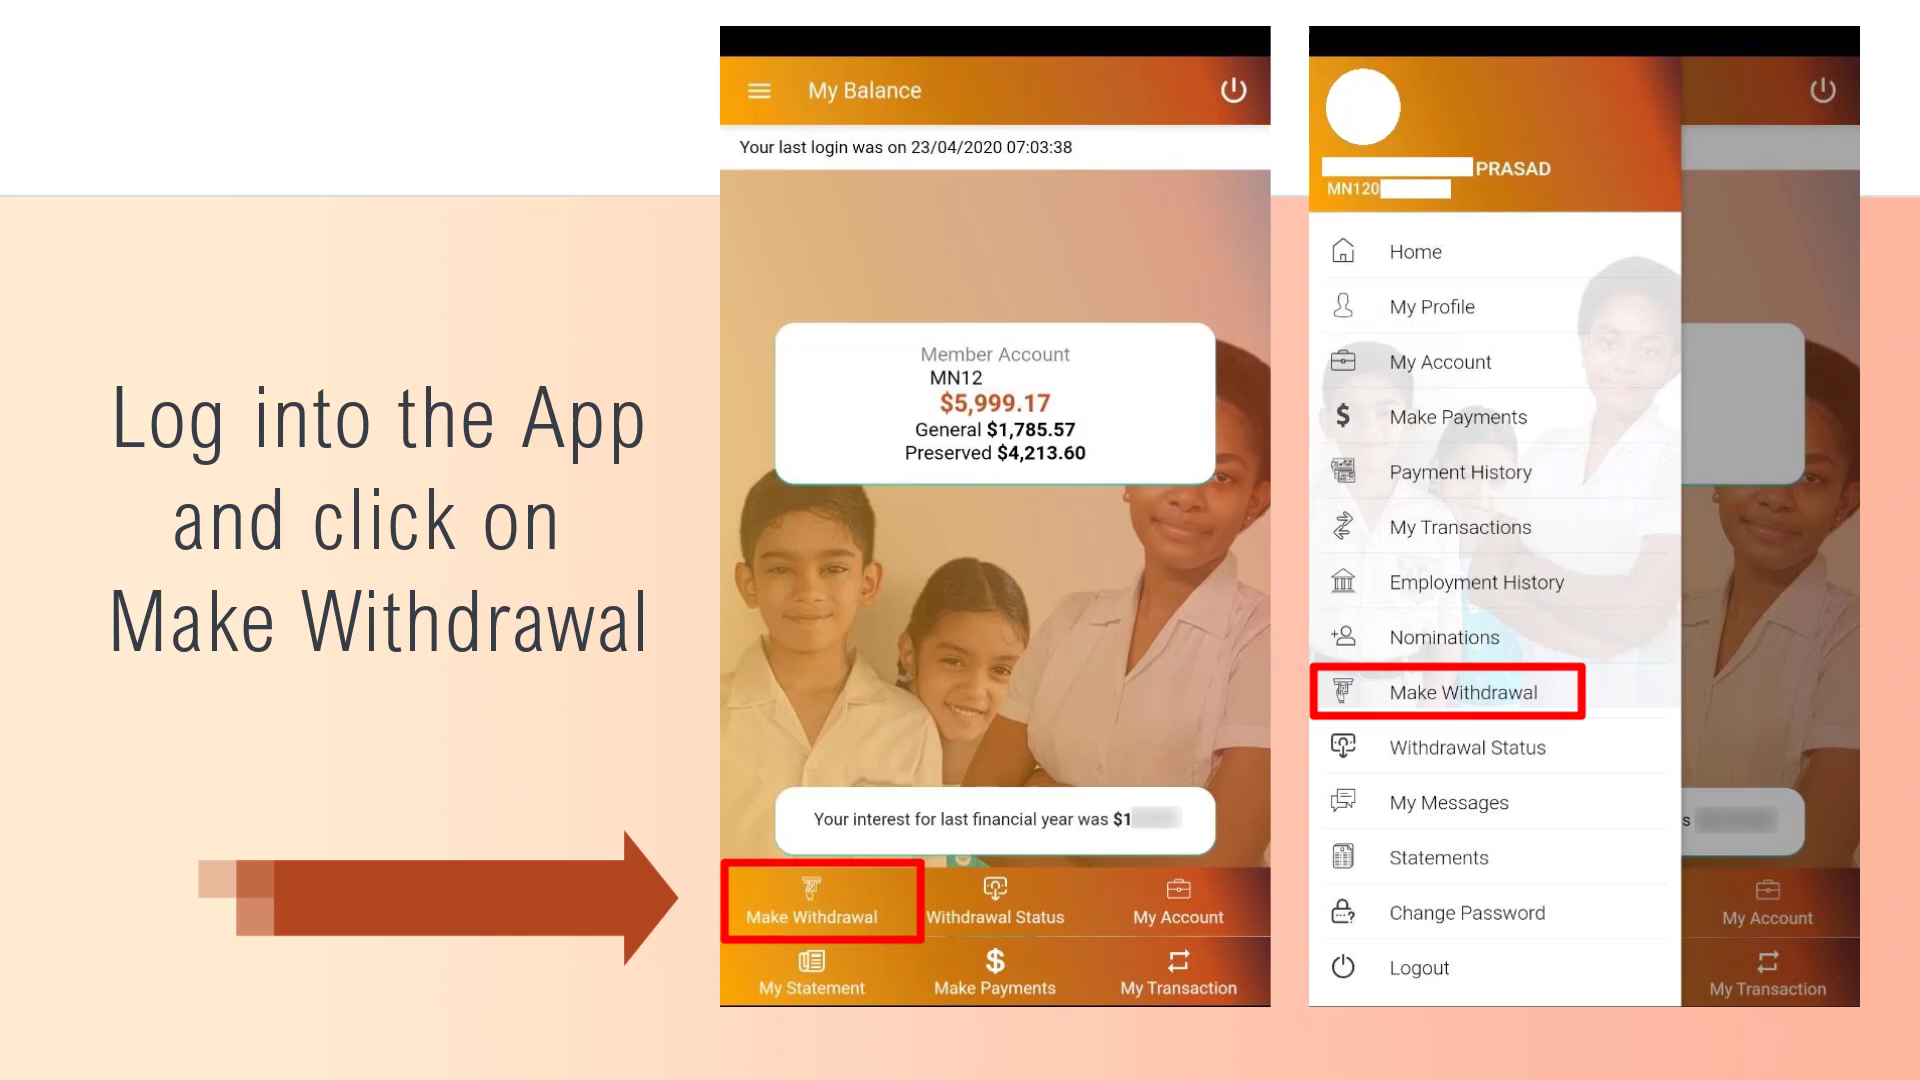 Log into the App
and click on
Make Withdrawal
My Balance
Your last login was on 23/04/2020 07:03:38
Member Account
MN12
$5,999.17
General $1,785.57
Preserved $4,213.60
Your interest for last financial year was $1
Make Withdrawal
Withdrawal Status
My Account
My Statement
Make Payments
My Transaction
PRASAD
MN120
Home
My Profile
My Account
Make Payments
Payment History
My Transactions
Employment History
Nominations
Make Withdrawal
Withdrawal Status
My Messages
Statements
Change Password
Logout
s
My Account
My Transaction